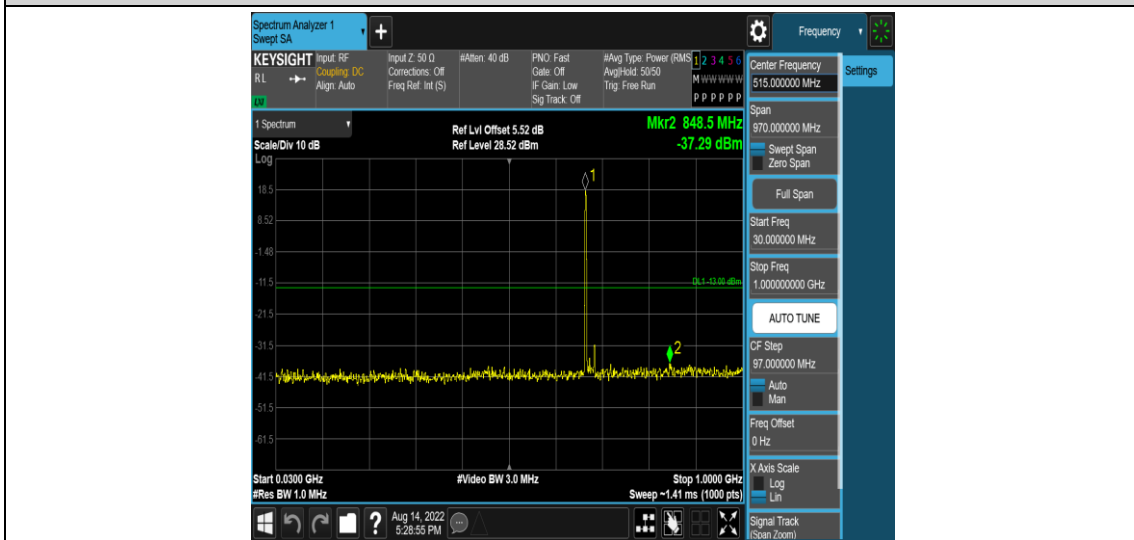 Spectrum Analyzer 1
Swept SA
+
Frequency
KEYSIGHT
RL
LXI
Input: RF
Coupling: DC
Align: Auto
Input Z: 50 Ω
Corrections: Off
Freq Ref: Int (S)
#Atten: 40 dB
PNO: Fast
Gate: Off
IF Gain: Low
Sig Track: Off
#Avg Type: Power (RMS
Avg|Hold: 50/50
Trig: Free Run
1 2 3 4 5 6
M W W W W W
P P P P P P
1 Spectrum
Scale/Div 10 dB
Ref Lvl Offset 5.52 dB
Ref Level 28.52 dBm
Mkr2 848.5 MHz
-37.29 dBm
Log
1
18.5
8.52
-1.48
-11.5
DL1 -13.00 dBm
-21.5
-31.5
2
-41.5
-51.5
-61.5
Start 0.0300 GHz
#Res BW 1.0 MHz
#Video BW 3.0 MHz
Stop 1.0000 GHz
Sweep ~1.41 ms (1000 pts)
?
Aug 14, 2022
5:28:55 PM
Center Frequency
515.000000 MHz
Settings
Span
970.000000 MHz
Swept Span
Zero Span
Full Span
Start Freq
30.000000 MHz
Stop Freq
1.000000000 GHz
AUTO TUNE
CF Step
97.000000 MHz
Auto
Man
Freq Offset
0 Hz
X Axis Scale
Log
Lin
Signal Track
(Span Zoom)